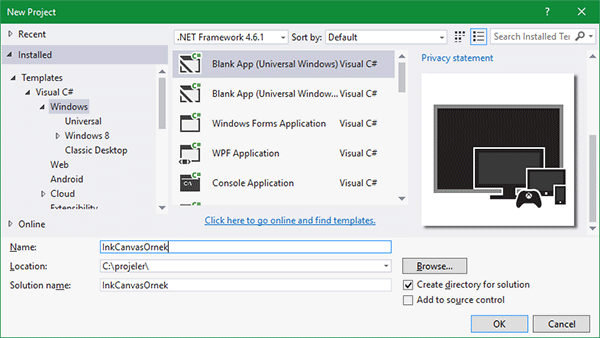 New Project
Recent
.NET Framework 4.6.1
Sort by:
Default
Search Installed Te
Installed
Templates
Visual C#
Windows
Universal
Windows 8
Classic Desktop
Web
Android
Cloud
Extensibility
Online
Blank App (Universal Windows) Visual C#
Blank App (Universal Window... Visual C#
Windows Forms Application Visual C#
WPF Application Visual C#
Console Application Visual C#
Click here to go online and find templates.
Privacy statement
Name:
InkCanvasOrnek
Location:
C:\projeler\
Browse...
Solution name:
InkCanvasOrnek
Create directory for solution
Add to source control
OK
Cancel